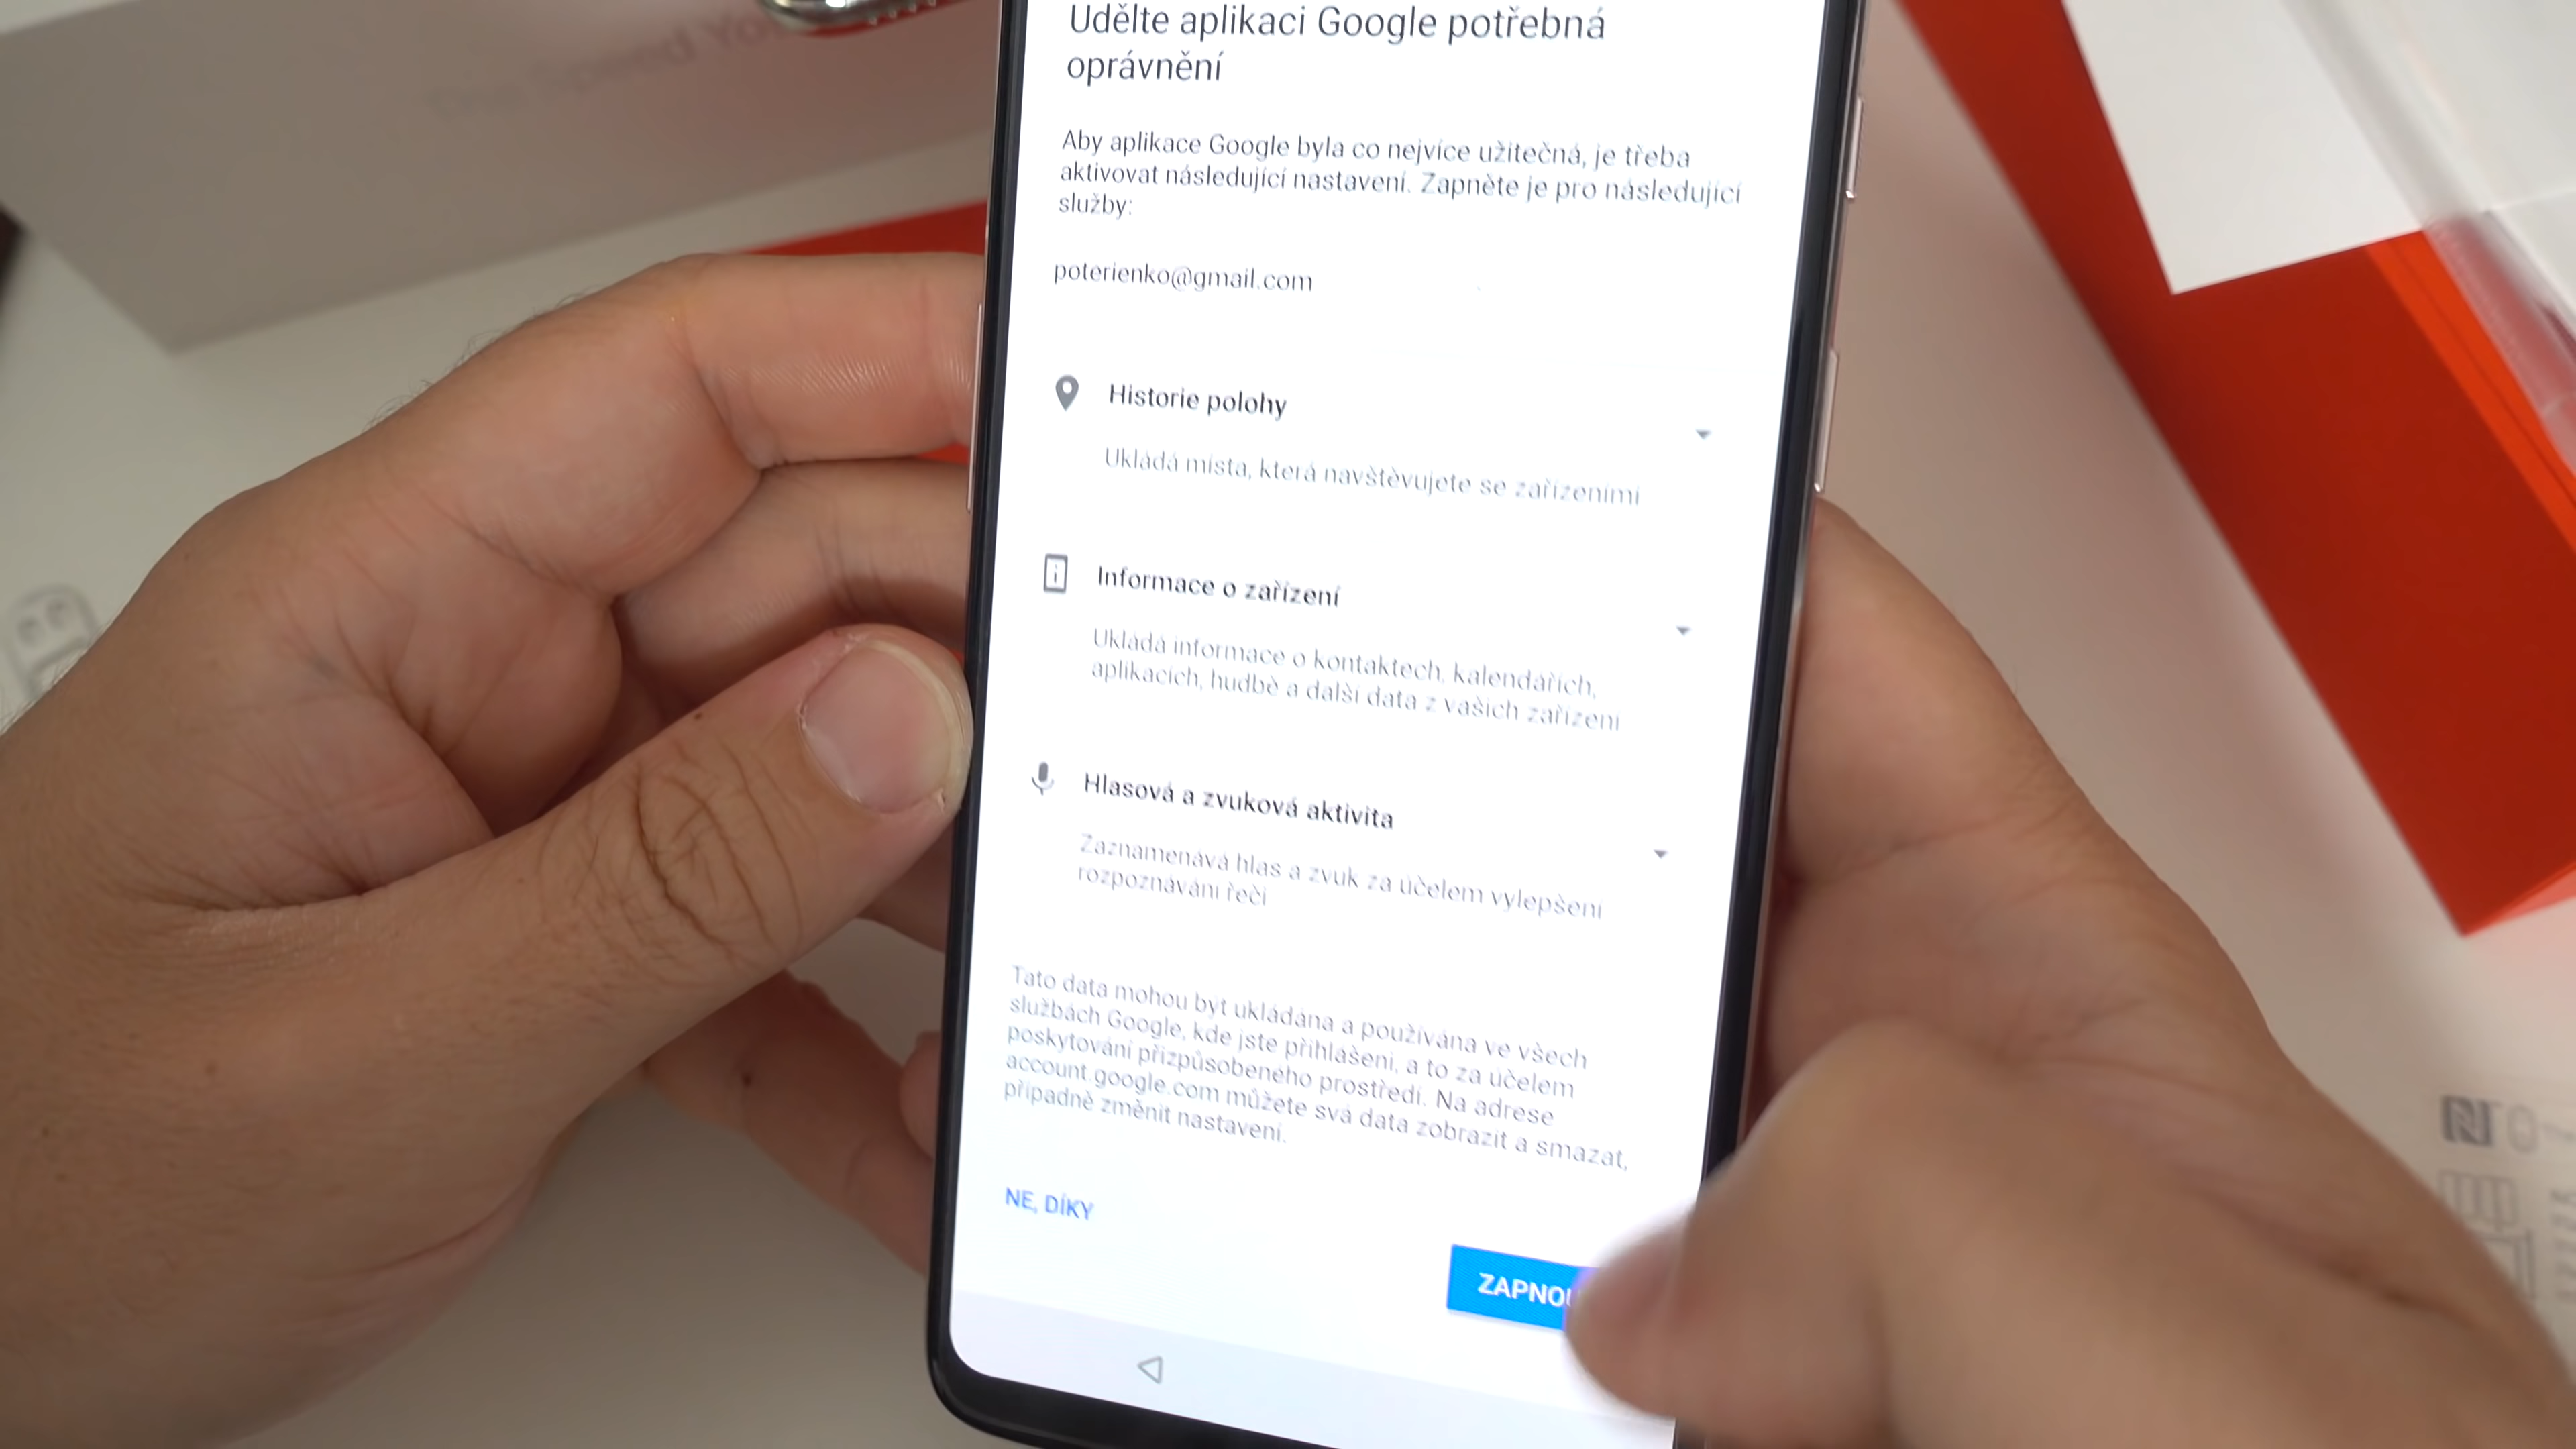 Udělte aplikaci Google potřebná
oprávnění
Aby aplikace Google byla co nejvíce užitečná, je třeba
aktivovat následující nastavení. Zapněte je pro následující
služby:
poterienko@gmail.com
Historie polohy
Ukládá místa, která navštěvujete se zařízeními
Informace o zařízení
Ukládá informace o kontaktech, kalendářích,
aplikacích, hudbě a další data z vašich zařízení
Hlasová a zvuková aktivita
Zaznamenává hlas a zvuk za účelem vylepšení
rozpoznávání řeči
Tato data mohou být ukládána a používána ve všech
službách Google, kde jste přihlášeni, a to za účelem
poskytování přizpůsobeného prostředí. Na adrese
account.google.com můžete svá data zobrazit a smazat,
případně změnit nastavení.
NE, DÍKY
ZAPNOU